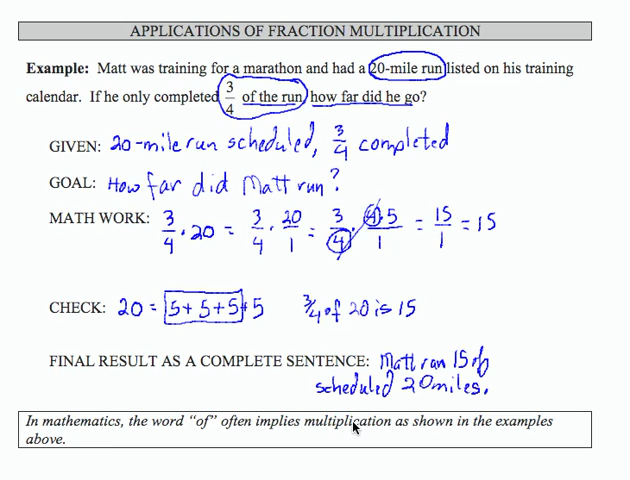 APPLICATIONS OF FRACTION MULTIPLICATION
Example: Matt was training for a marathon and had a 20-mile run listed on his training
calendar. If he only completed 3/4 of the run, how far did he go?
GIVEN: 20-mile run scheduled, 3/4 completed
GOAL: How far did Matt run?
MATH WORK: 3/4 · 20 = 3/4 · 20/1 = 3/4 · 4·5/1 = 15/1 = 15
CHECK: 20 = 5+5+5+5 3/4 of 20 is 15
FINAL RESULT AS A COMPLETE SENTENCE: Matt ran 15 of
scheduled 20 miles.
In mathematics, the word “of” often implies multiplication as shown in the examples
above.